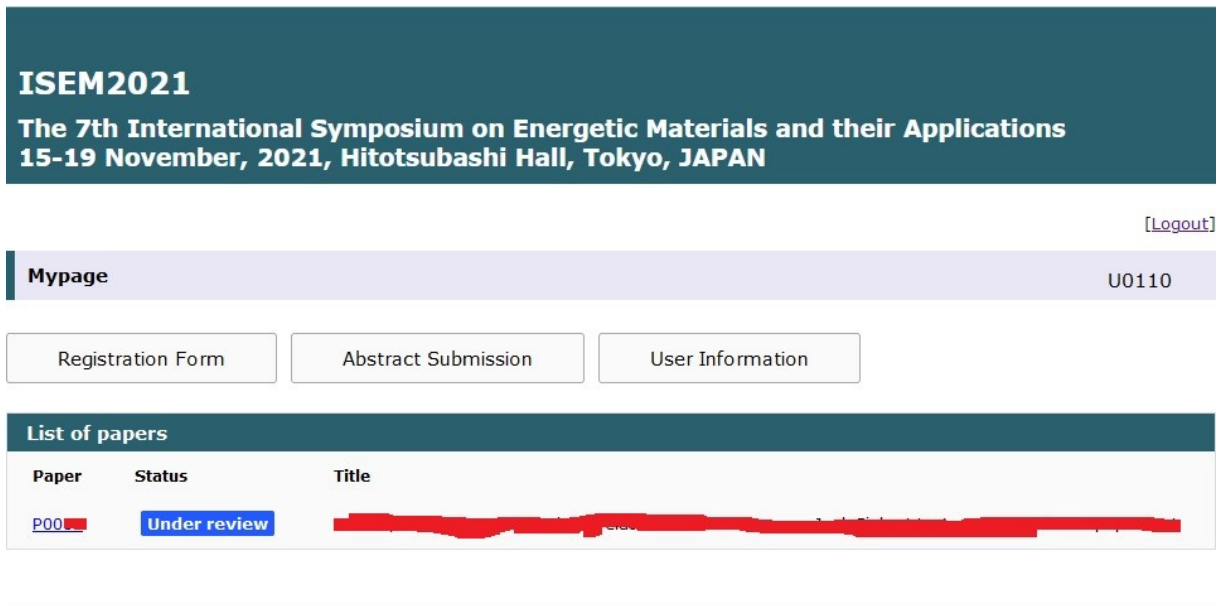 ISEM2021
The 7th International Symposium on Energetic Materials and their Applications
15-19 November, 2021, Hitotsubashi Hall, Tokyo, JAPAN
[Logout]
Mypage U0110
Registration Form Abstract Submission User Information
List of papers
Paper Status Title
P00 Under review